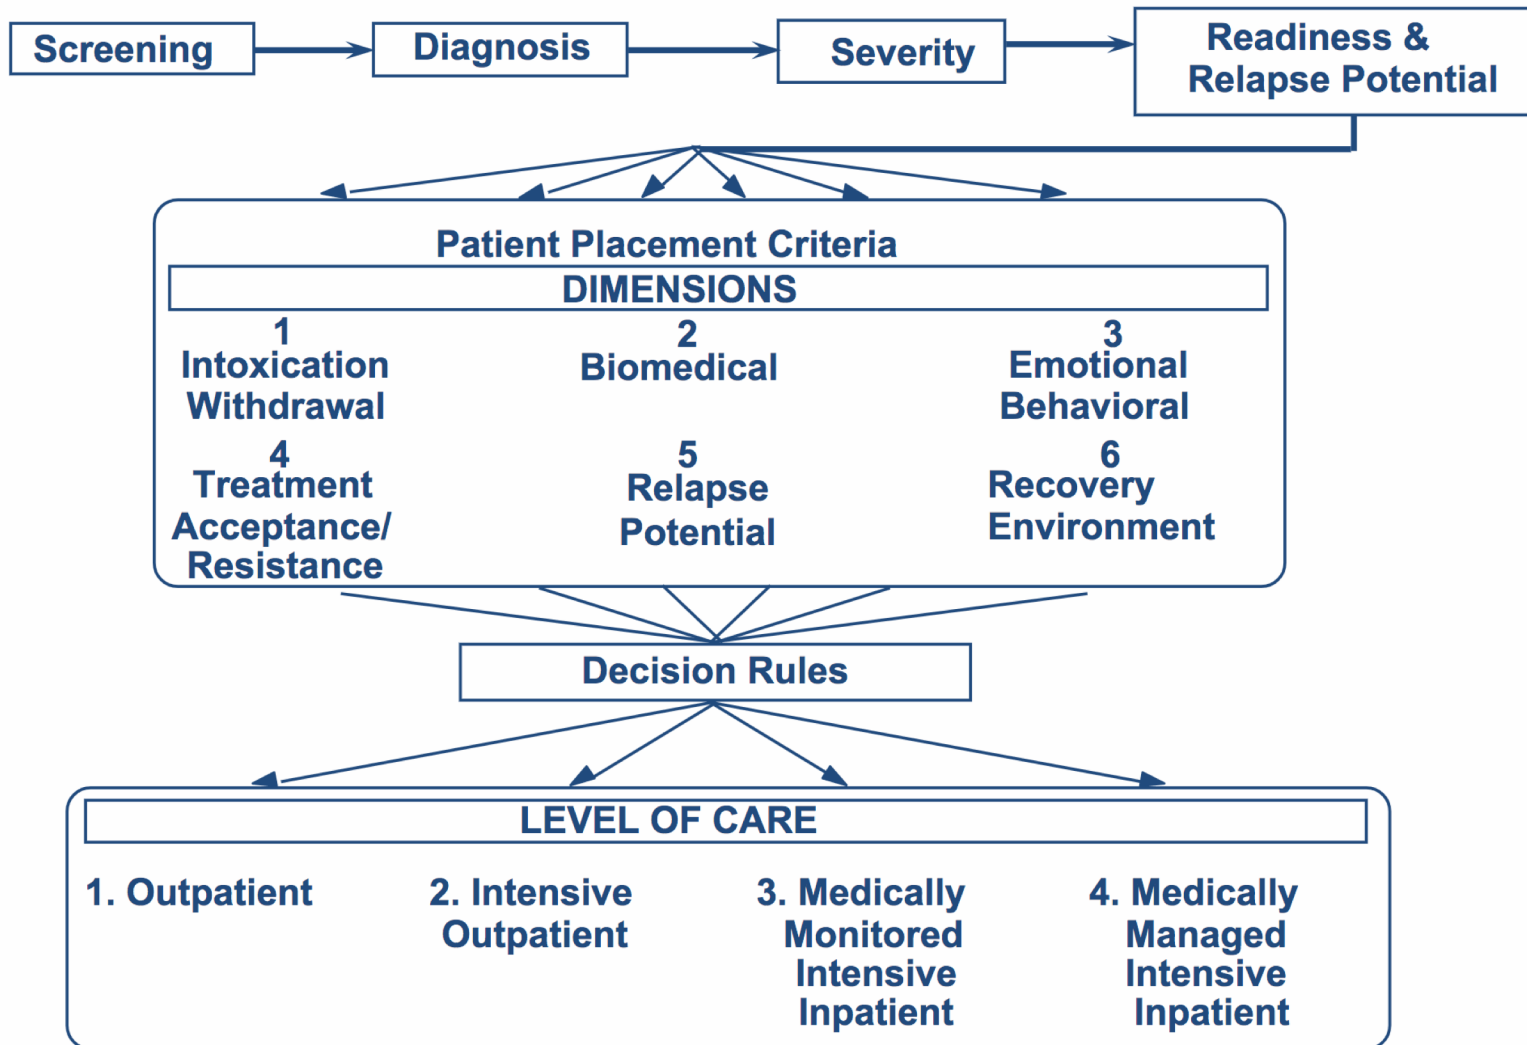 Screening
Diagnosis
Severity
Readiness &
Relapse Potential
Patient Placement Criteria
DIMENSIONS
1
Intoxication
Withdrawal
2
Biomedical
3
Emotional
Behavioral
4
Treatment
Acceptance/
Resistance
5
Relapse
Potential
6
Recovery
Environment
Decision Rules
LEVEL OF CARE
1. Outpatient
2. Intensive
Outpatient
3. Medically
Monitored
Intensive
Inpatient
4. Medically
Managed
Intensive
Inpatient